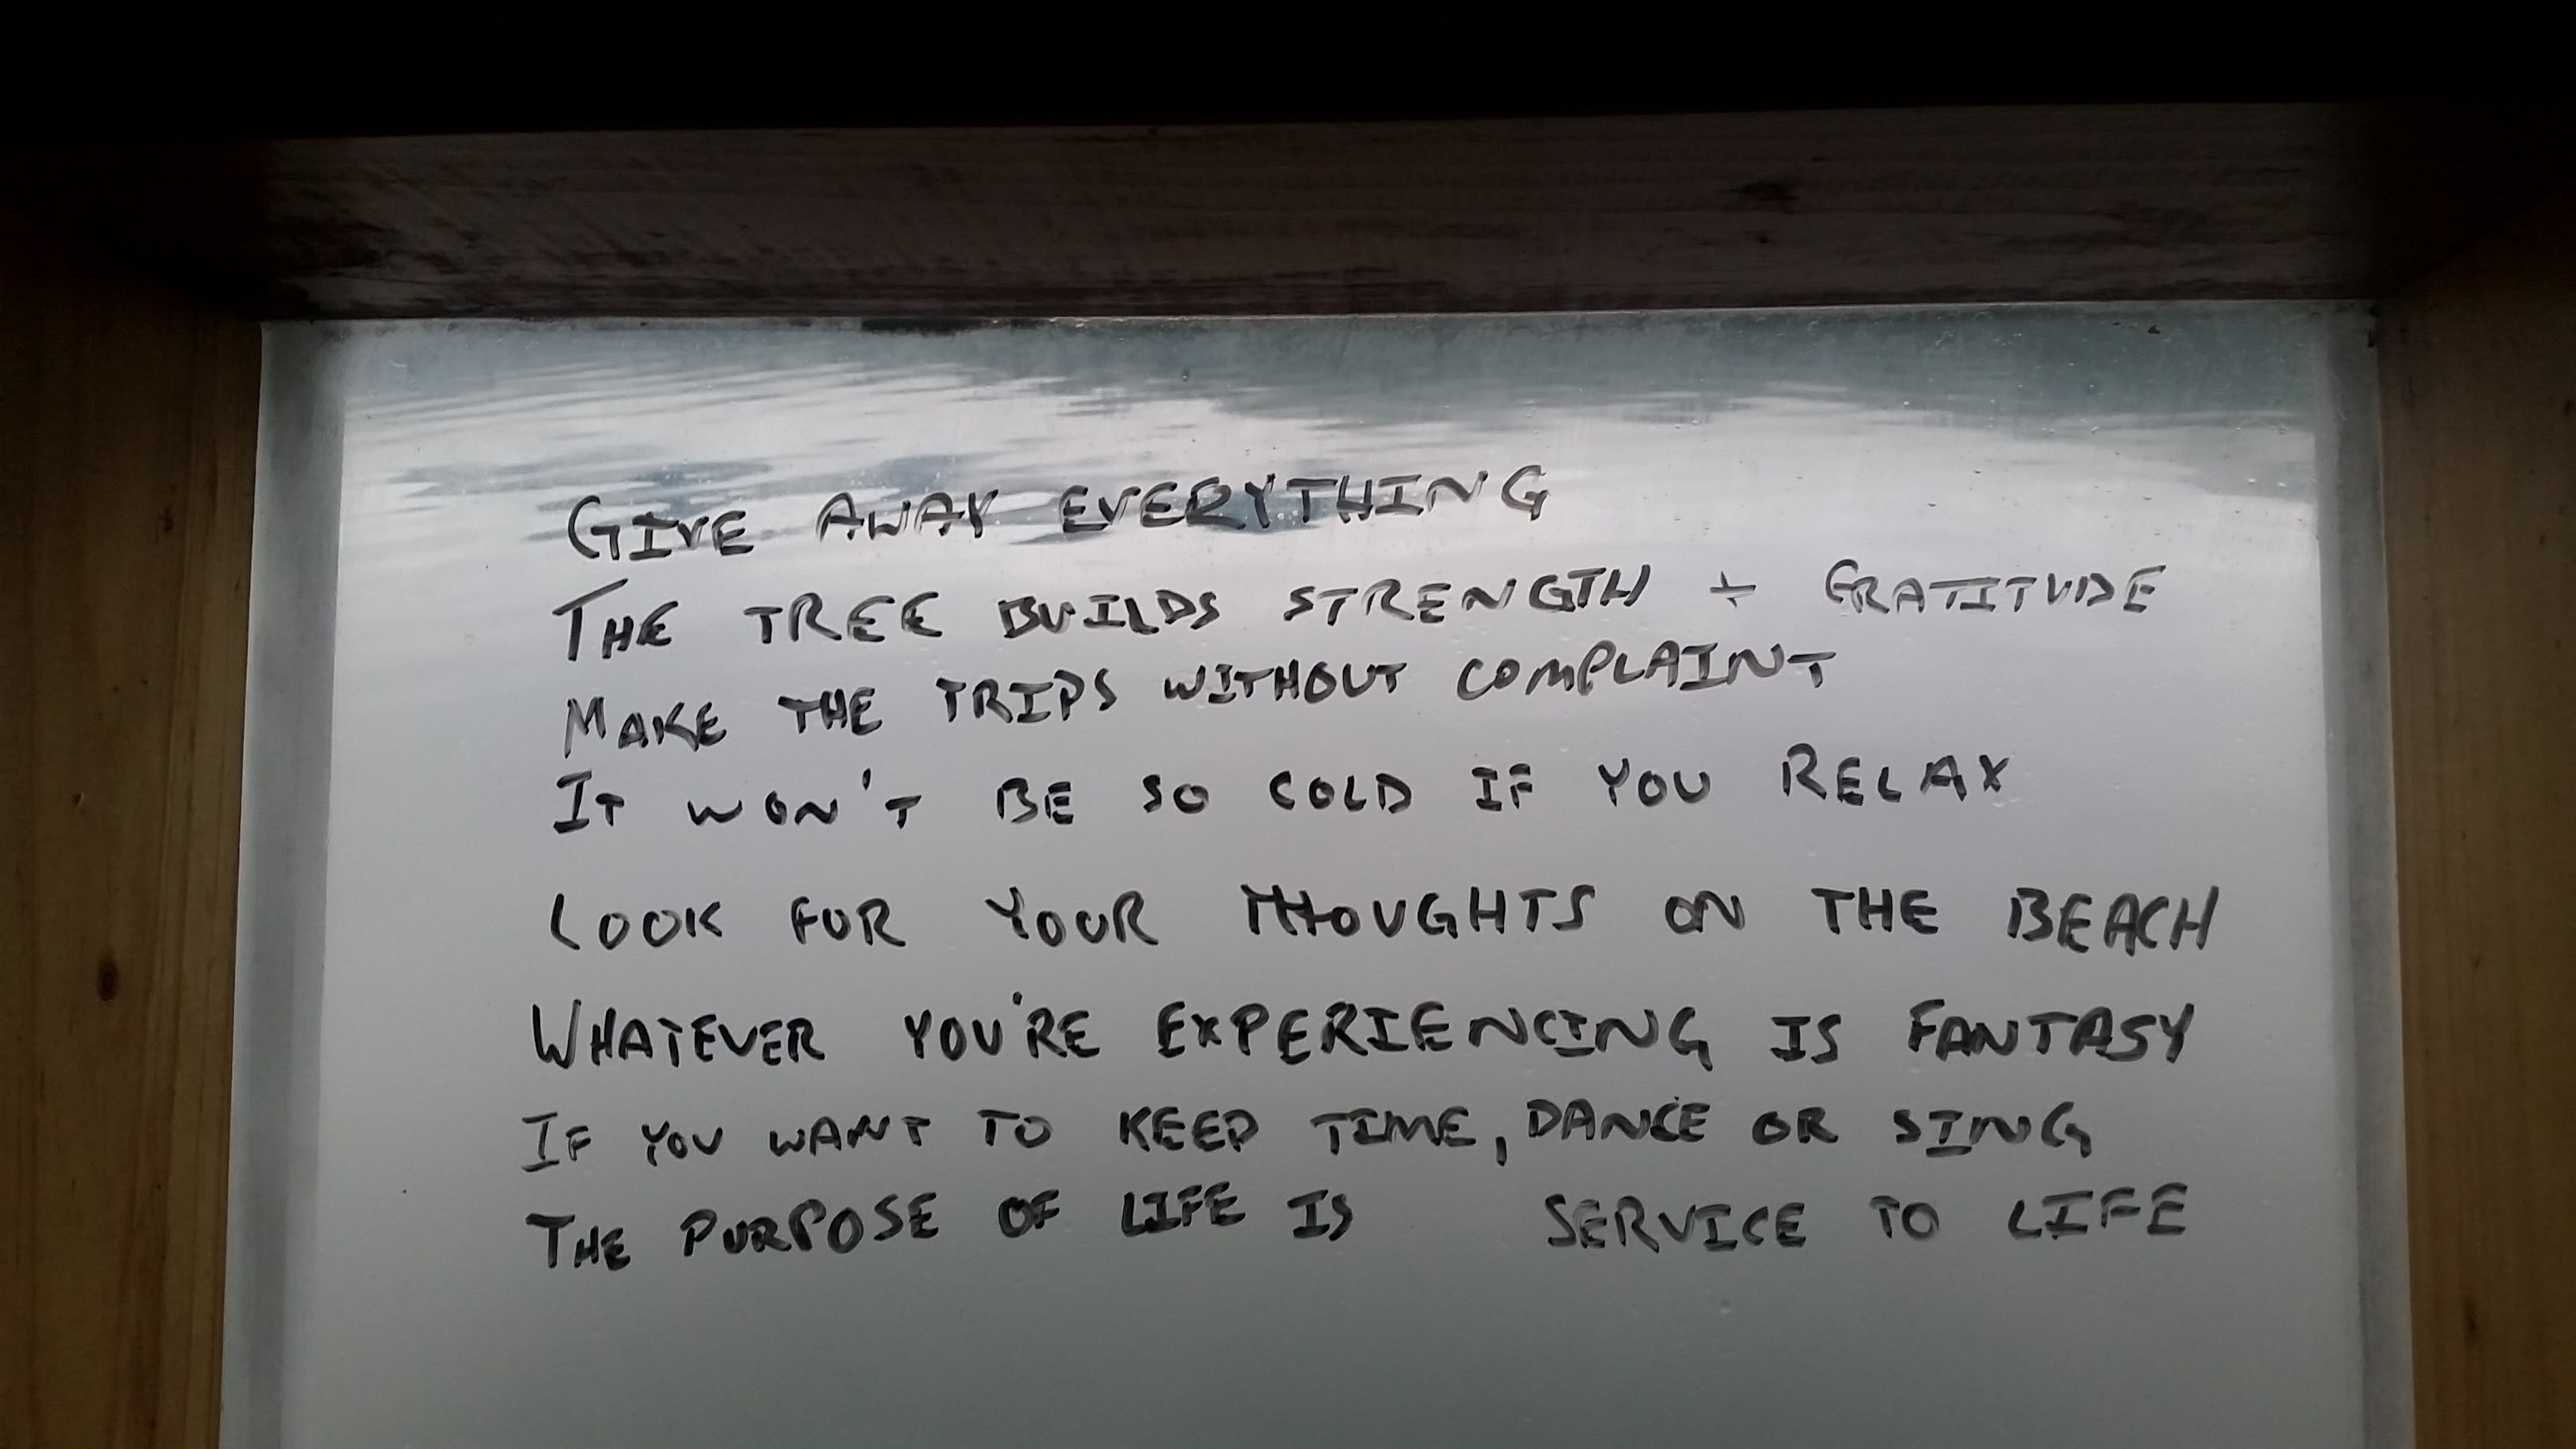 GIVE AWAY EVERYTHING
THE TREE BUILDS STRENGTH + GRATITUDE
MAKE THE TRIPS WITHOUT COMPLAINT
IT WON'T BE SO COLD IF YOU RELAX
LOOK FOR YOUR THOUGHTS ON THE BEACH
WHATEVER YOU'RE EXPERIENCING IS FANTASY
IF YOU WANT TO KEEP TIME, DANCE OR SING
THE PURPOSE OF LIFE IS SERVICE TO LIFE